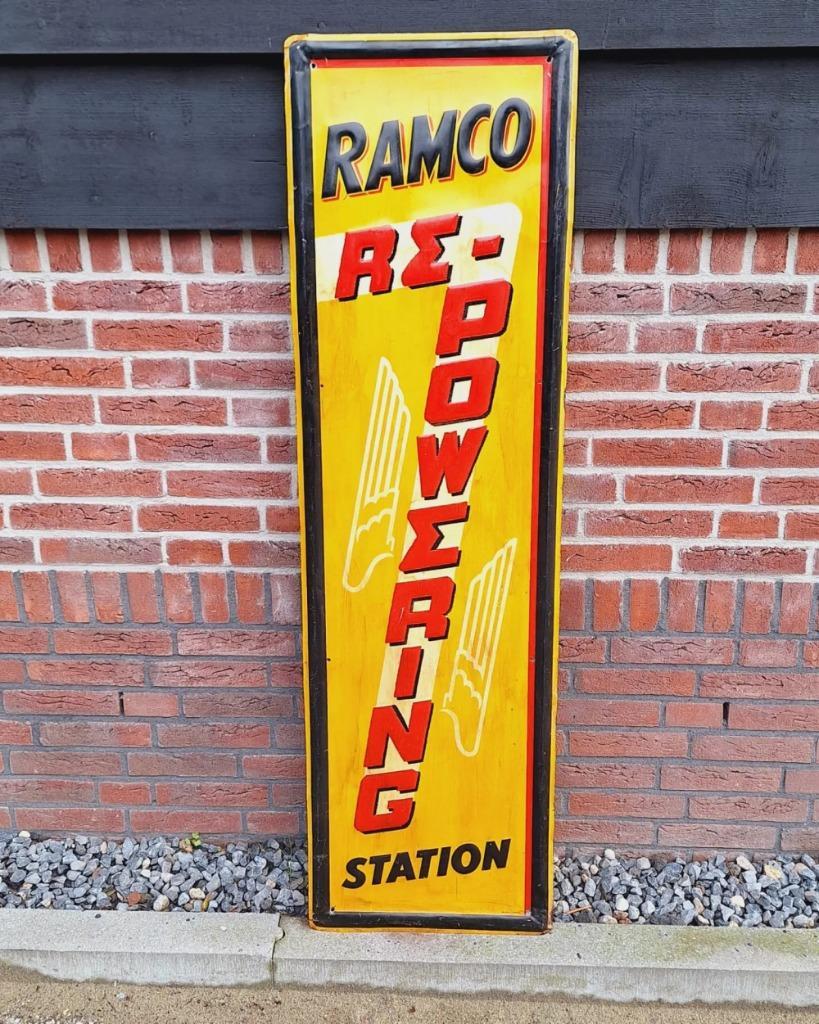 RAMCO
RE-
POWERING
STATION